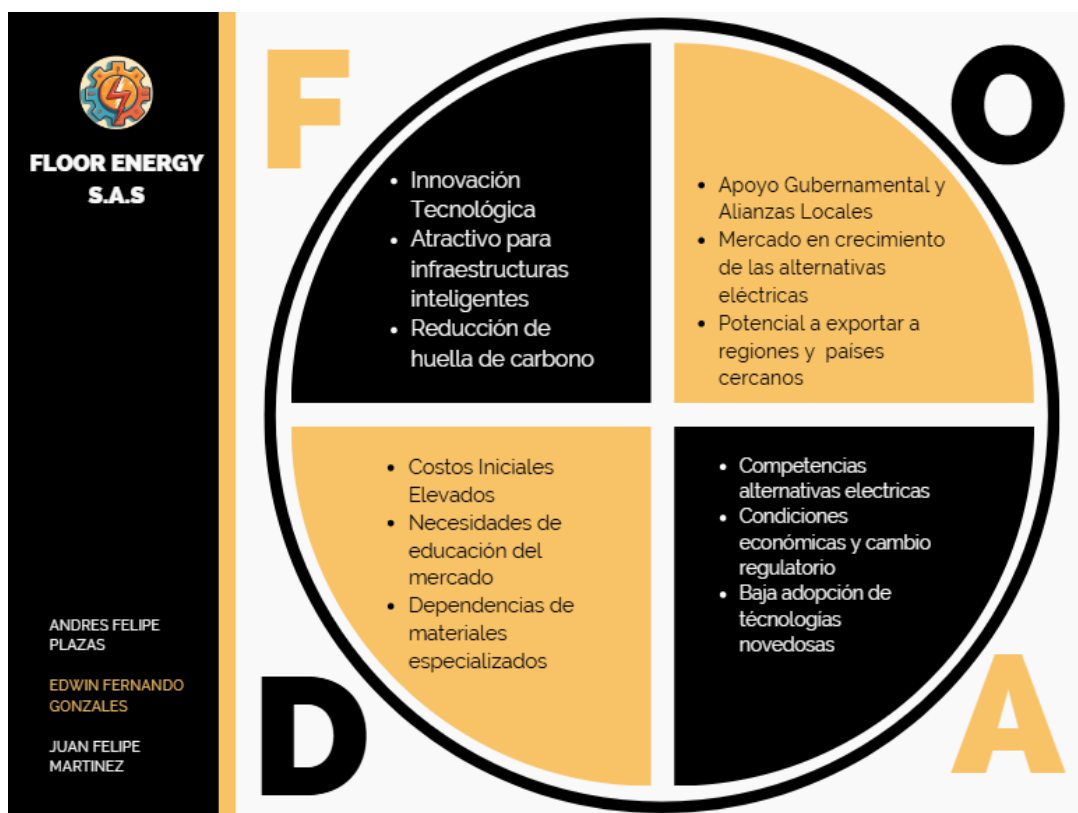 FLOOR ENERGY
S.A.S
ANDRES FELIPE
PLAZAS
EDWIN FERNANDO
GONZALES
JUAN FELIPE
MARTINEZ
F
• Innovación
Tecnológica
• Atractivo para
infraestructuras
inteligentes
• Reducción de
huella de carbono
O
• Apoyo Gubernamental y
Alianzas Locales
• Mercado en crecimiento
de las alternativas
eléctricas
• Potencial a exportar a
regiones y países
cercanos
D
• Costos Iniciales
Elevados
• Necesidades de
educación del
mercado
• Dependencias de
materiales
especializados
A
• Competencias
alternativas electricas
• Condiciones
económicas y cambio
regulatorio
• Baja adopción de
técnologías
novedosas